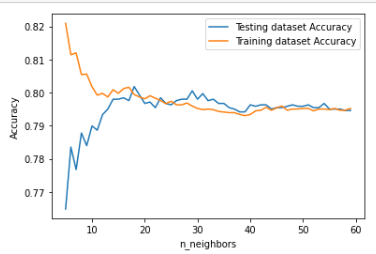 Testing dataset Accuracy
Training dataset Accuracy
0.82
0.81
0.80
0.79
0.78
0.77
Accuracy
10 20 30 40 50 60
n_neighbors